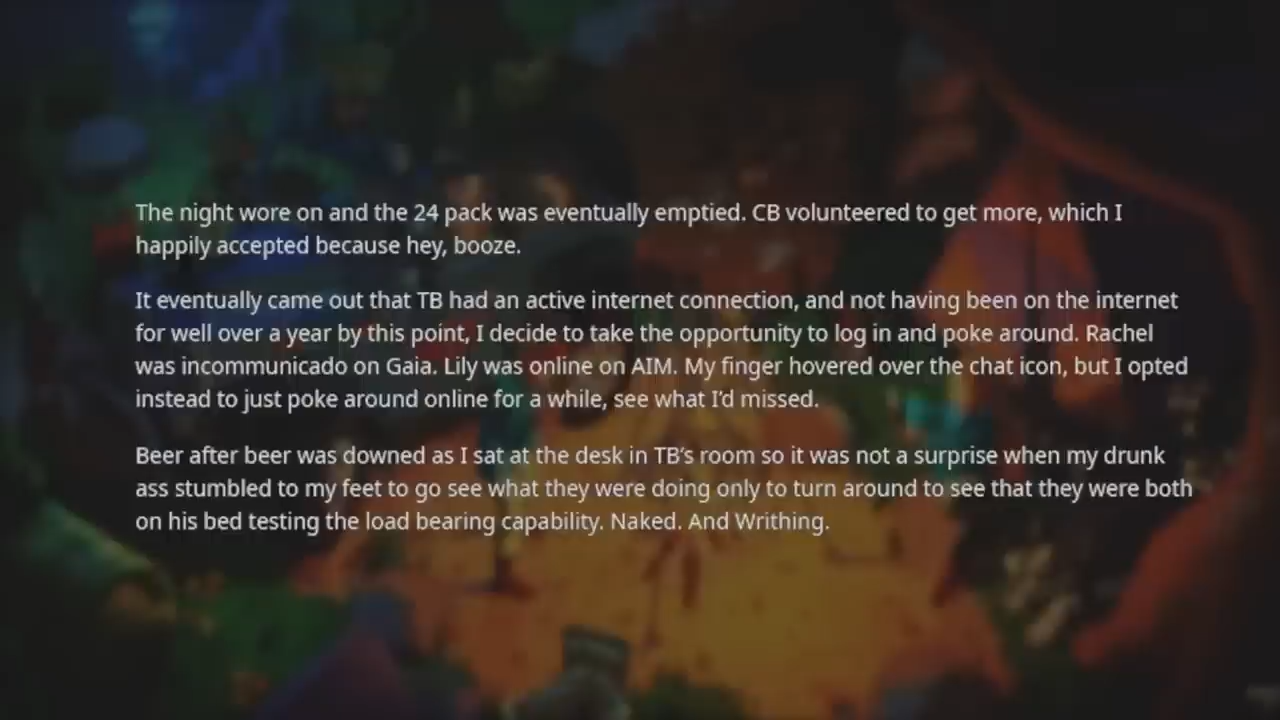 The night wore on and the 24 pack was eventually emptied. CB volunteered to get more, which I
happily accepted because hey, booze.
It eventually came out that TB had an active internet connection, and not having been on the internet
for well over a year by this point, I decide to take the opportunity to log in and poke around. Rachel
was incommunicado on Gaia. Lily was online on AIM. My finger hovered over the chat icon, but I opted
instead to just poke around online for a while, see what I’d missed.
Beer after beer was downed as I sat at the desk in TB’s room so it was not a surprise when my drunk
ass stumbled to my feet to go see what they were doing only to turn around to see that they were both
on his bed testing the load bearing capability. Naked. And Writhing.